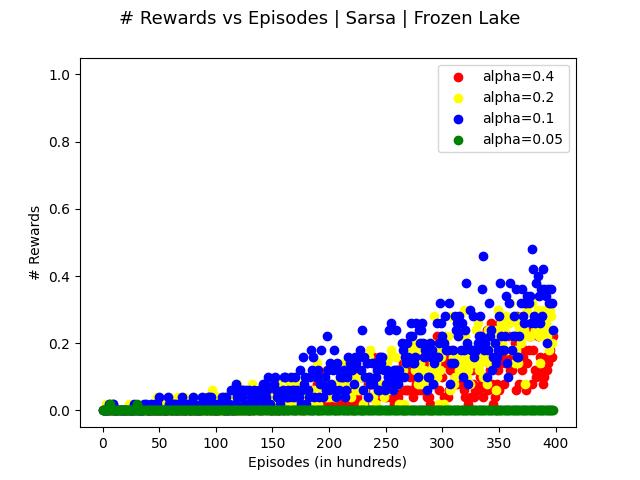 # Rewards vs Episodes | Sarsa | Frozen Lake
1.0
0.8
0.6
0.4
0.2
0.0
# Rewards
alpha=0.4
alpha=0.2
alpha=0.1
alpha=0.05
0 50 100 150 200 250 300 350 400
Episodes (in hundreds)